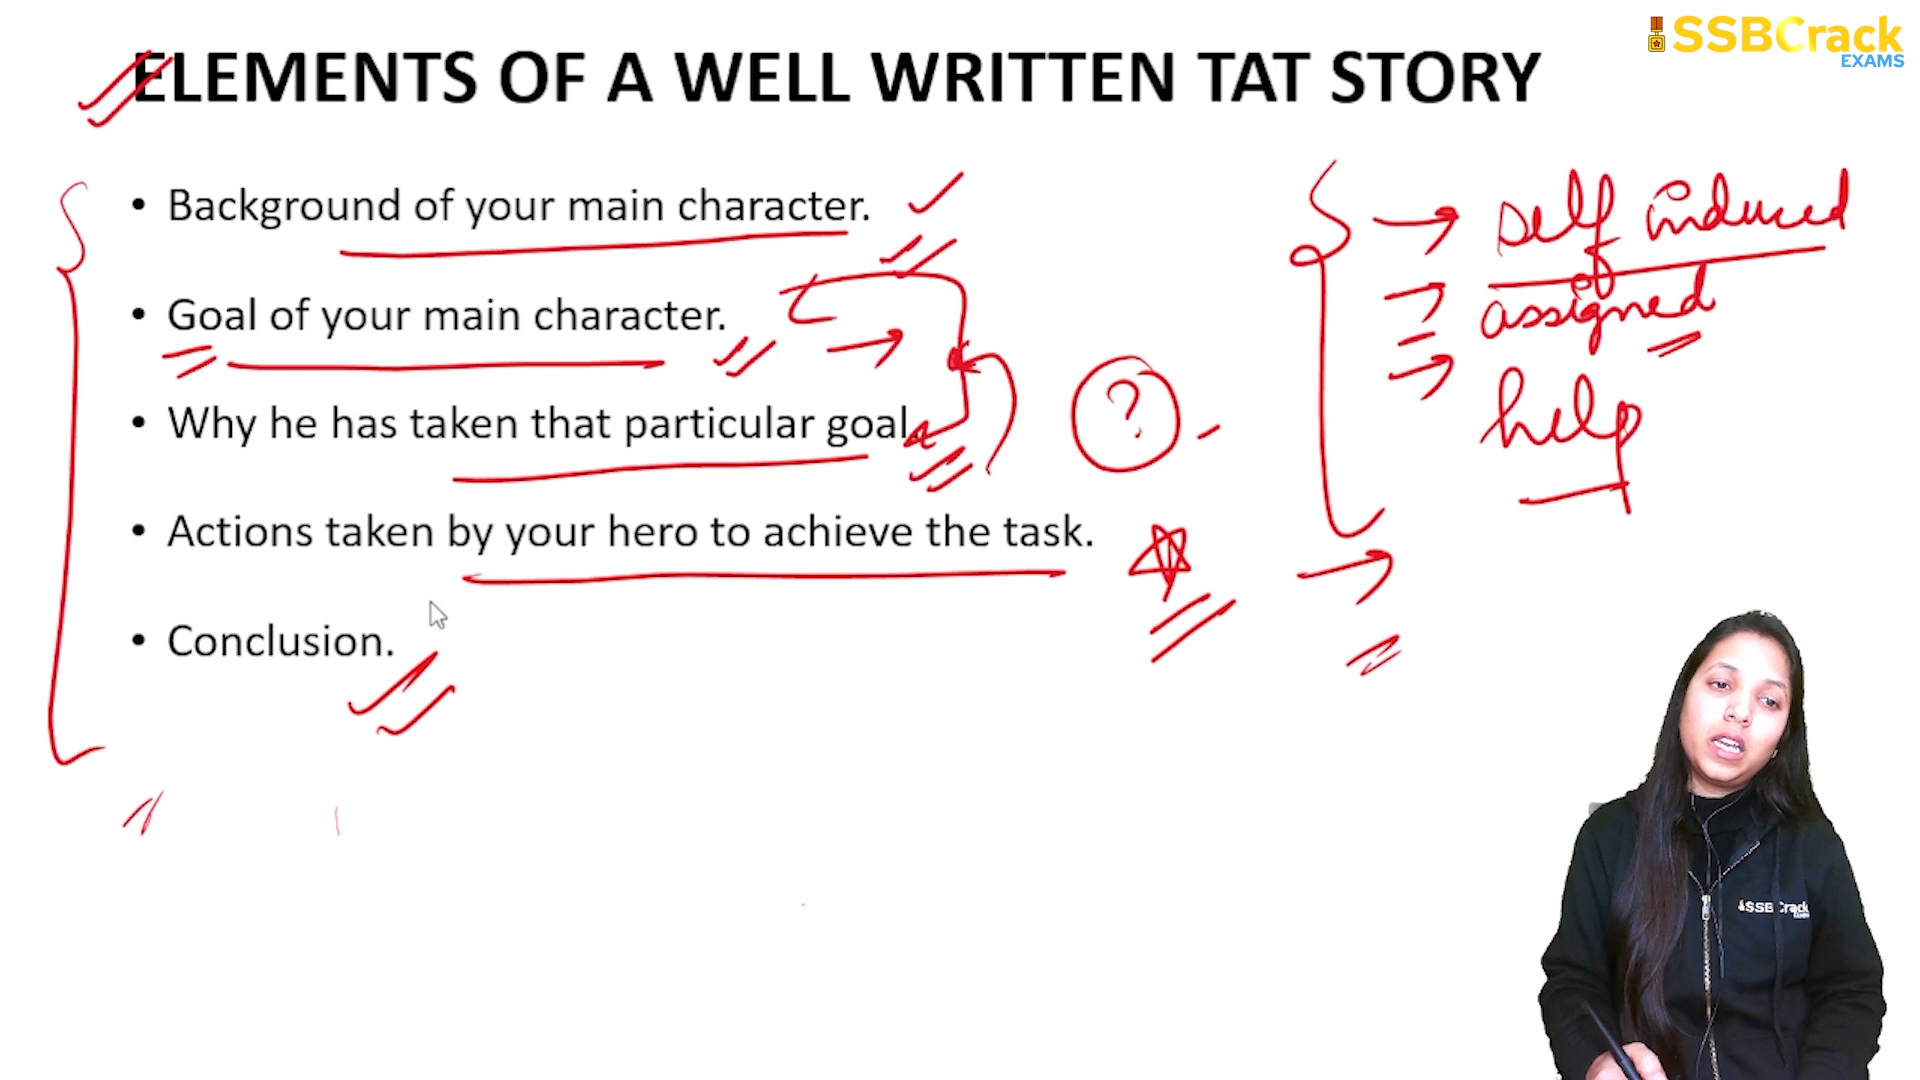 SSBCrack
EXAMS
ELEMENTS OF A WELL WRITTEN TAT STORY
• Background of your main character.
• Goal of your main character.
• Why he has taken that particular goal.
• Actions taken by your hero to achieve the task.
• Conclusion.
?
self induced
assigned
help
SSBCrack
EXAMS